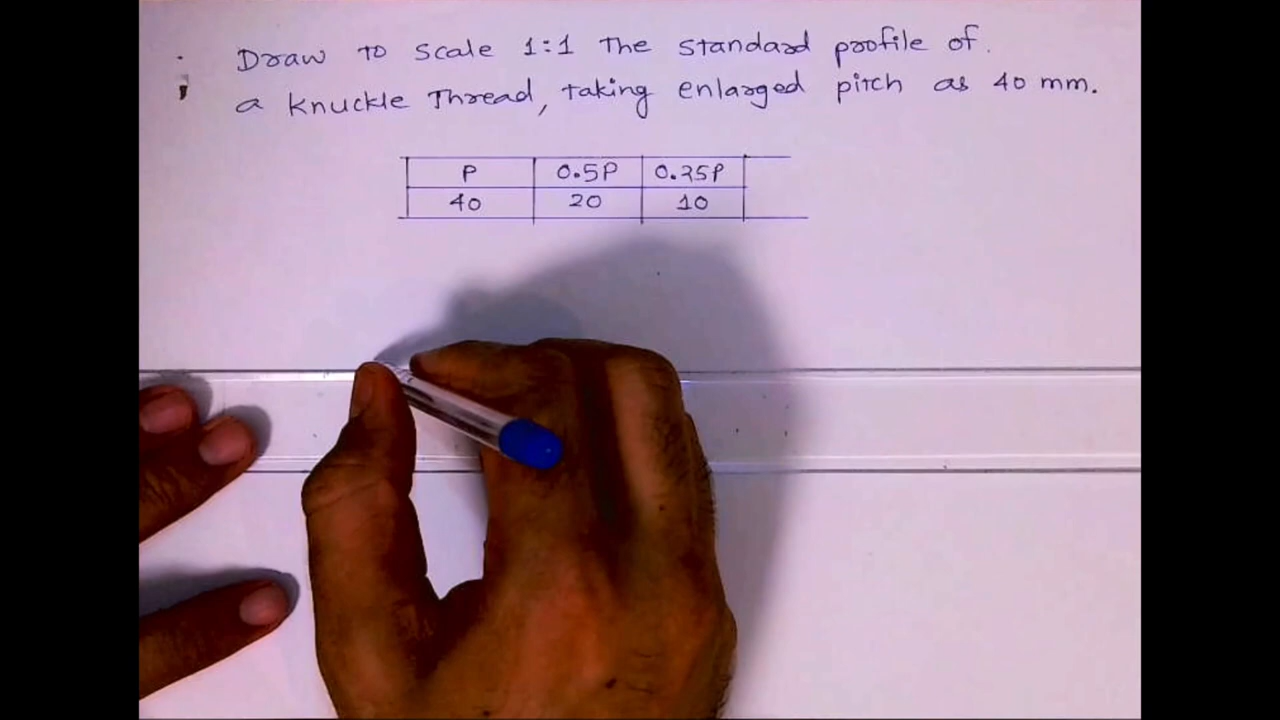 Draw to scale 1:1 the standard profile of.
a knuckle Thread, taking enlarged pitch as 40 mm.
P 0.5P 0.25P
40 20 10